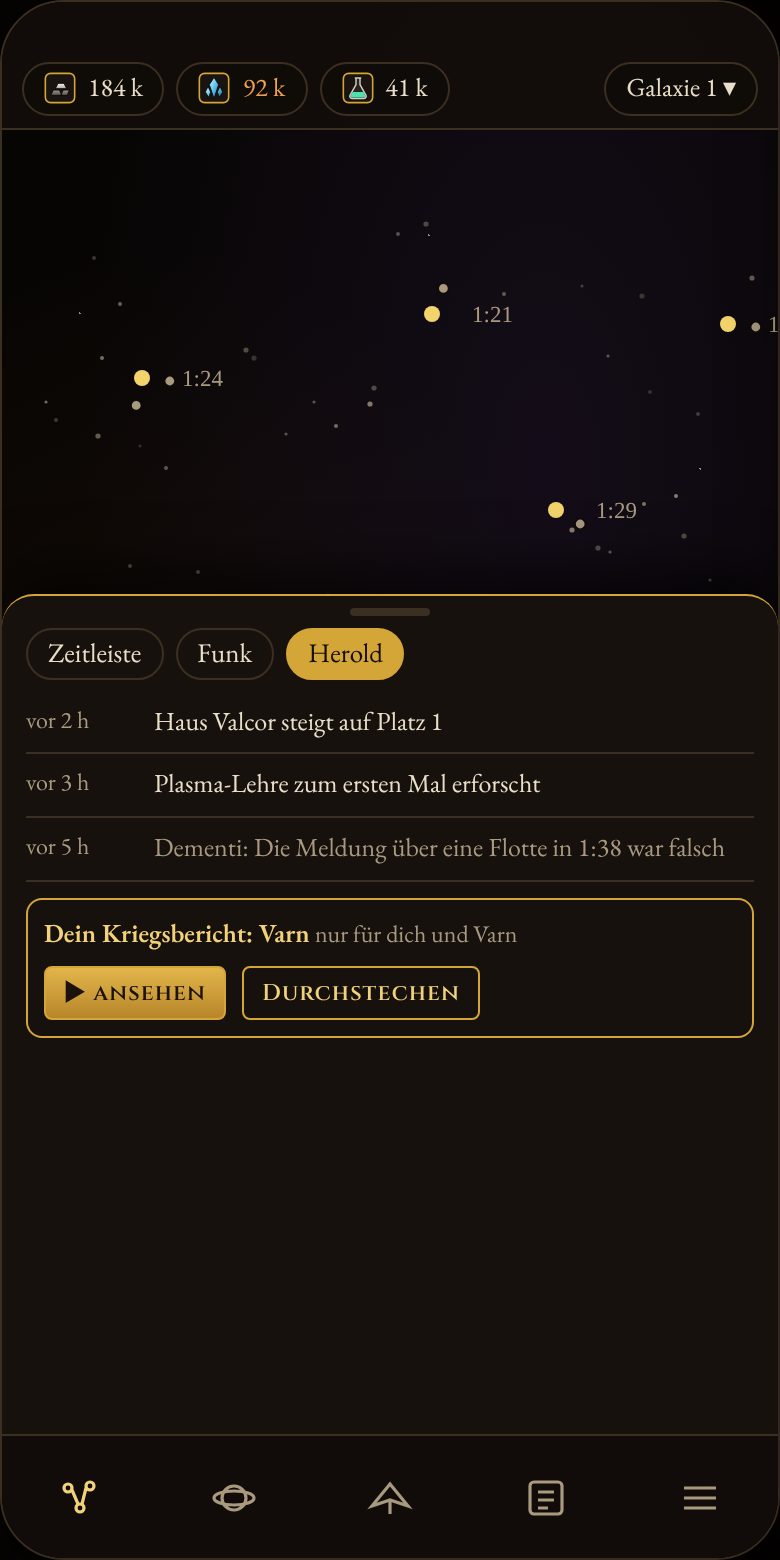 184 k 92 k 41 k Galaxie 1 ▼
1:21
1
1:24
1:29
Zeitleiste Funk Herold
vor 2 h Haus Valcor steigt auf Platz 1
vor 3 h Plasma-Lehre zum ersten Mal erforscht
vor 5 h Dementi: Die Meldung über eine Flotte in 1:38 war falsch
Dein Kriegsbericht: Varn nur für dich und Varn
▶ ANSEHEN DURCHSTECHEN